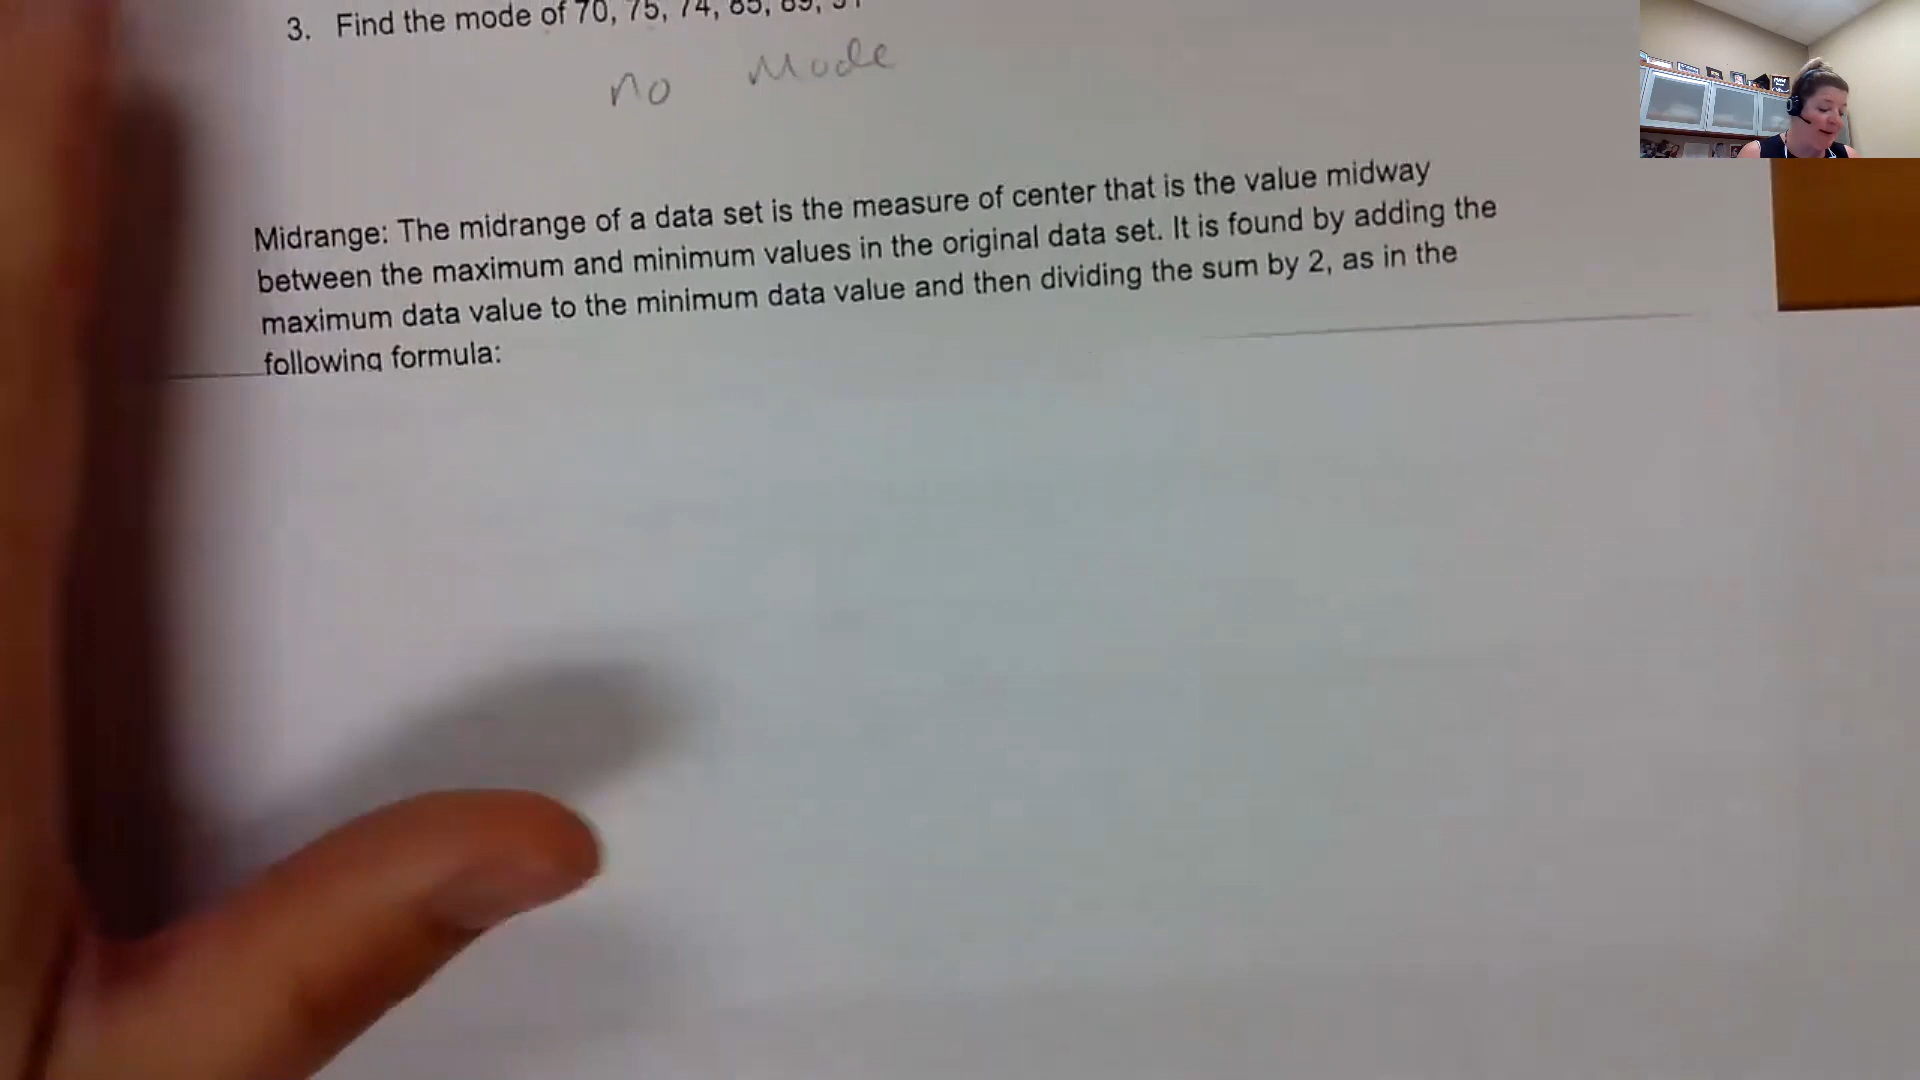 3. Find the mode of 70, 75, 74, 85, 89, 91
no Mode
Midrange: The midrange of a data set is the measure of center that is the value midway
between the maximum and minimum values in the original data set. It is found by adding the
maximum data value to the minimum data value and then dividing the sum by 2, as in the
following formula: